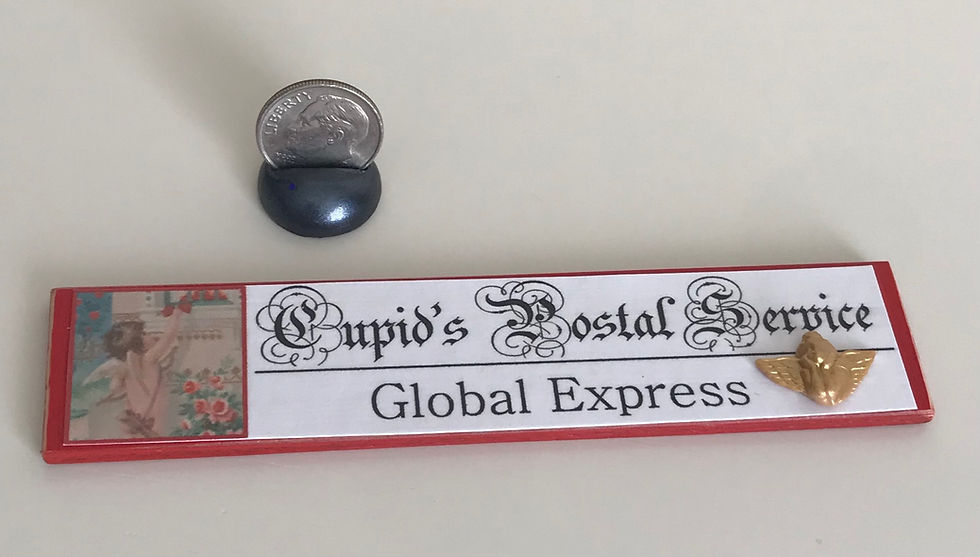 LIBERTY
Cupid's Postal Service
Global Express